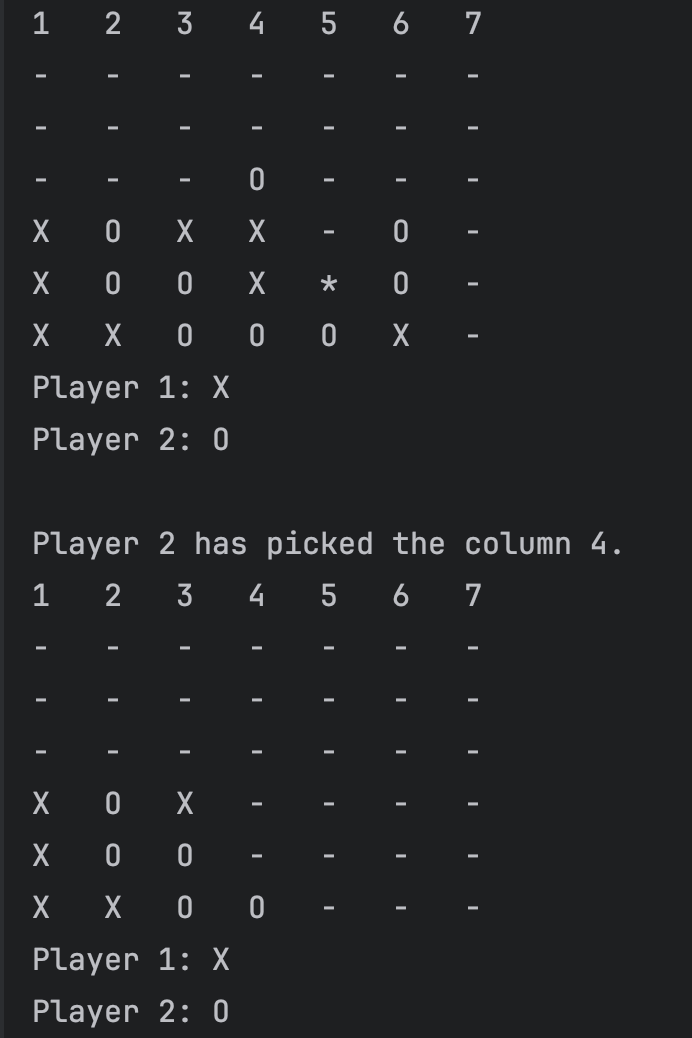 1 2 3 4 5 6 7
- - - - - - -
- - - - - - -
- - - O - - -
X O X X - O -
X O O X * O -
X X O O O X -
Player 1: X
Player 2: O
Player 2 has picked the column 4.
1 2 3 4 5 6 7
- - - - - - -
- - - - - - -
- - - - - - -
X O X - - - -
X O O - - - -
X X O O - - -
Player 1: X
Player 2: O